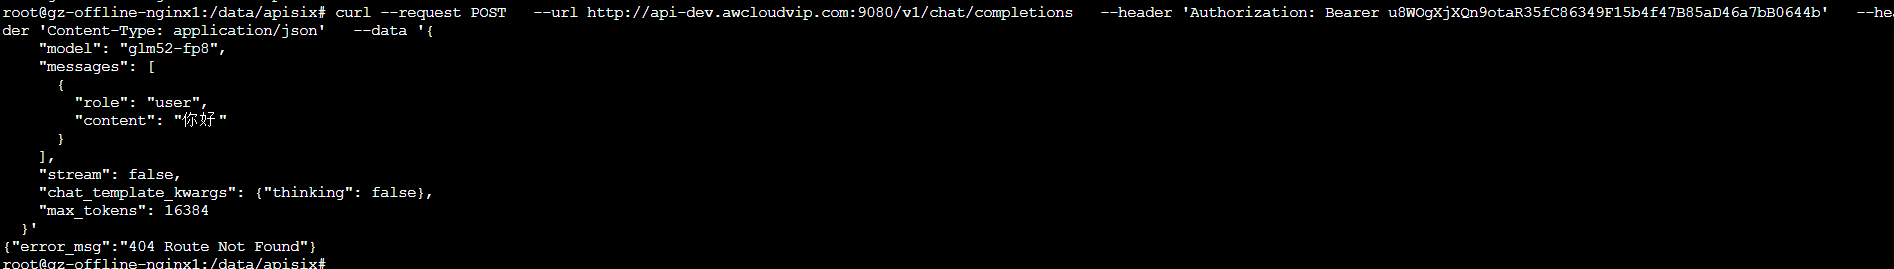 root@gz-offline-nginx1:/data/apisix# curl --request POST   --url http://api-dev.awcloudvip.com:9080/v1/chat/completions   --header 'Authorization: Bearer u8WOgXjXQn9otaR35fC86349F15b4f47B85aD46a7bB0644b'   --hea
der 'Content-Type: application/json'   --data '{
    "model": "glm52-fp8",
    "messages": [
      {
        "role": "user",
        "content": "你好"
      }
    ],
    "stream": false,
    "chat_template_kwargs": {"thinking": false},
    "max_tokens": 16384
  }'
{"error_msg":"404 Route Not Found"}
root@gz-offline-nginx1:/data/apisix#